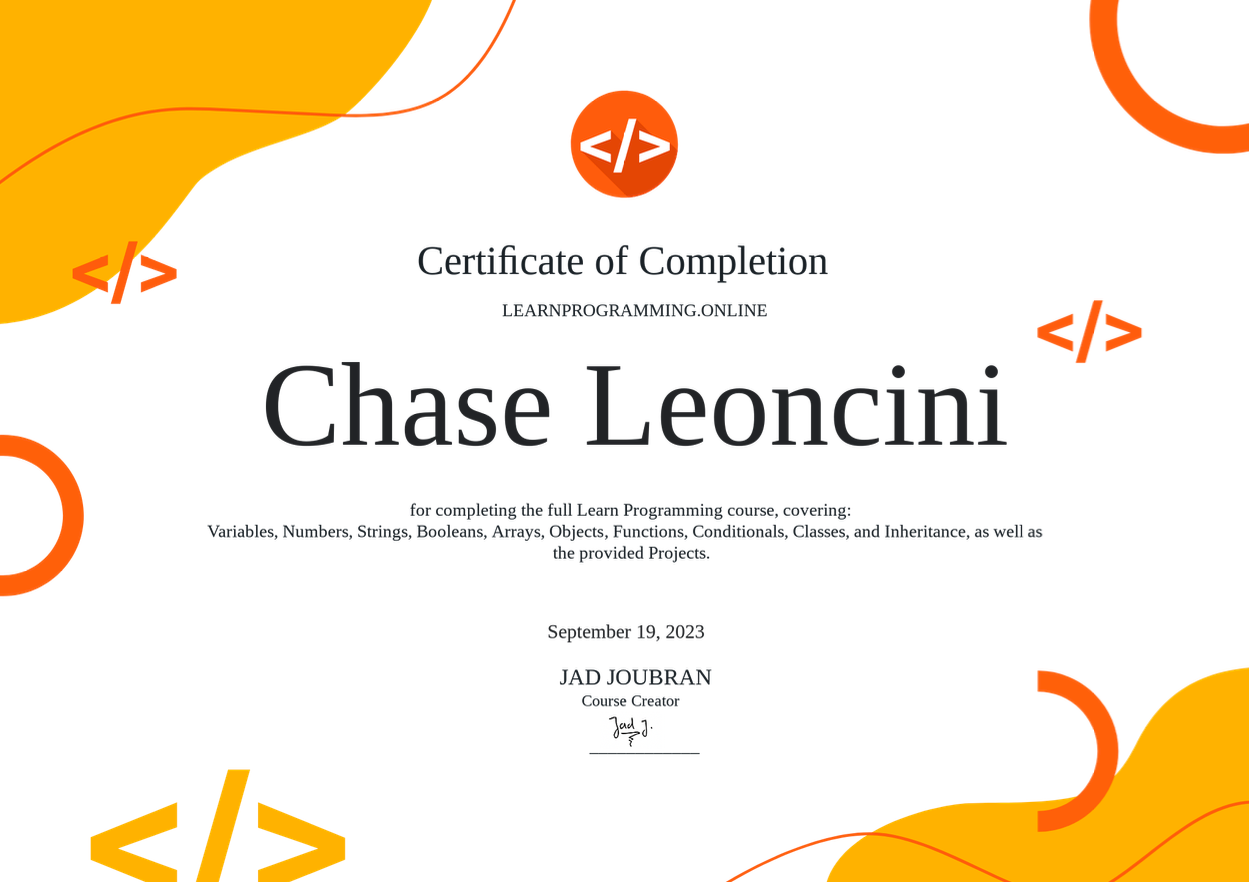 </>
</>
Certificate of Completion
LEARNPROGRAMMING.ONLINE
</>
Chase Leoncini
for completing the full Learn Programming course, covering:
Variables, Numbers, Strings, Booleans, Arrays, Objects, Functions, Conditionals, Classes, and Inheritance, as well as
the provided Projects.
September 19, 2023
JAD JOUBRAN
Course Creator
Jad J.
</>